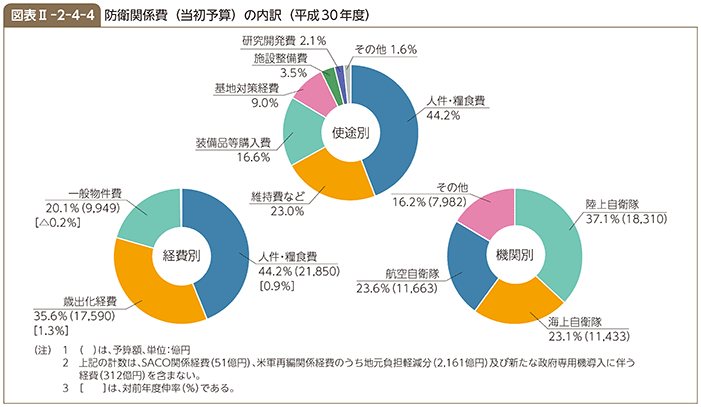 図表Ⅱ-2-4-4 防衛関係費（当初予算）の内訳（平成30年度）
研究開発費 2.1%
その他 1.6%
施設整備費
3.5%
基地対策経費
9.0%
人件・糧食費
44.2%
使途別
装備品等購入費
16.6%
維持費など
23.0%
一般物件費
20.1%（9,949）
[△0.2%]
経費別
人件・糧食費
44.2%（21,850）
[0.9%]
歳出化経費
35.6%（17,590）
[1.3%]
その他
16.2%（7,982）
陸上自衛隊
37.1%（18,310）
機関別
航空自衛隊
23.6%（11,663）
海上自衛隊
23.1%（11,433）
（注） 1 （ ）は、予算額、単位：億円
2 上記の計数は、SACO関係経費（51億円）、米軍再編関係経費のうち地元負担軽減分（2,161億円）及び新たな政府専用機導入に伴う
経費（312億円）を含まない。
3 ［ ］は、対前年度伸率（%）である。